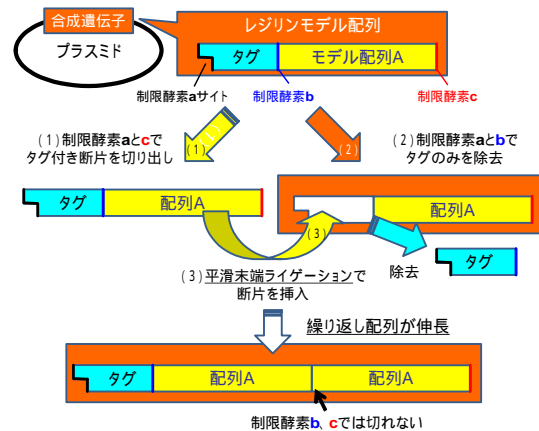 合成遺伝子
プラスミド
レジリンモデル配列
タグ
モデル配列A
制限酵素aサイト
制限酵素b
制限酵素c
(1)制限酵素aとcで
タグ付き断片を切り出し
(1)
(2)
(2)制限酵素aとbで
タグのみを除去
タグ
配列A
配列A
(3)
(3)平滑末端ライゲーションで
断片を挿入
除去
タグ
繰り返し配列が伸長
タグ
配列A
配列A
制限酵素b、cでは切れない